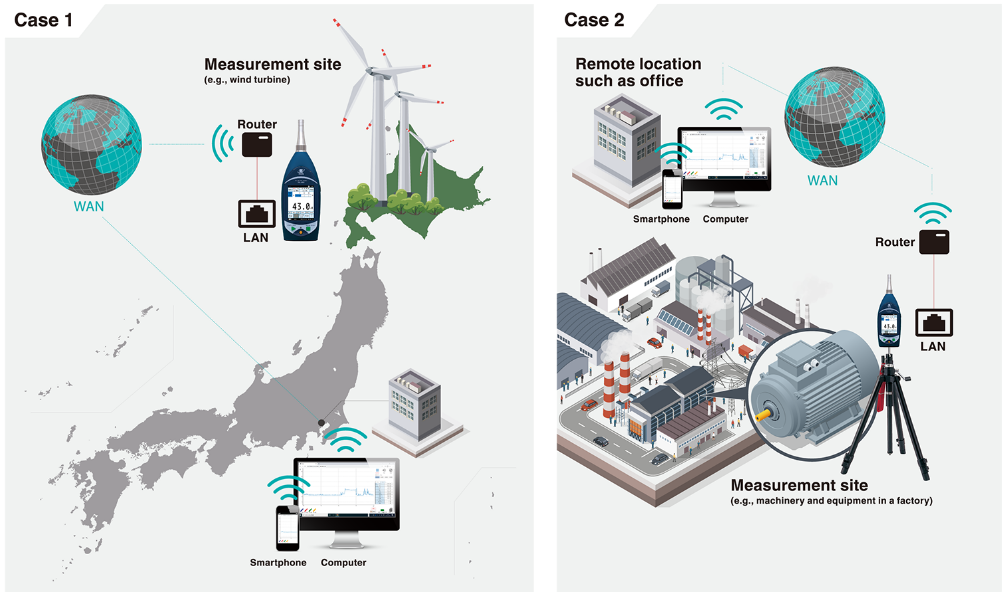 Case 1
Measurement site
(e.g., wind turbine)
Router
WAN
LAN
43.0
Smartphone
Computer
Case 2
Remote location
such as office
WAN
Smartphone
Computer
Router
LAN
Measurement site
(e.g., machinery and equipment in a factory)